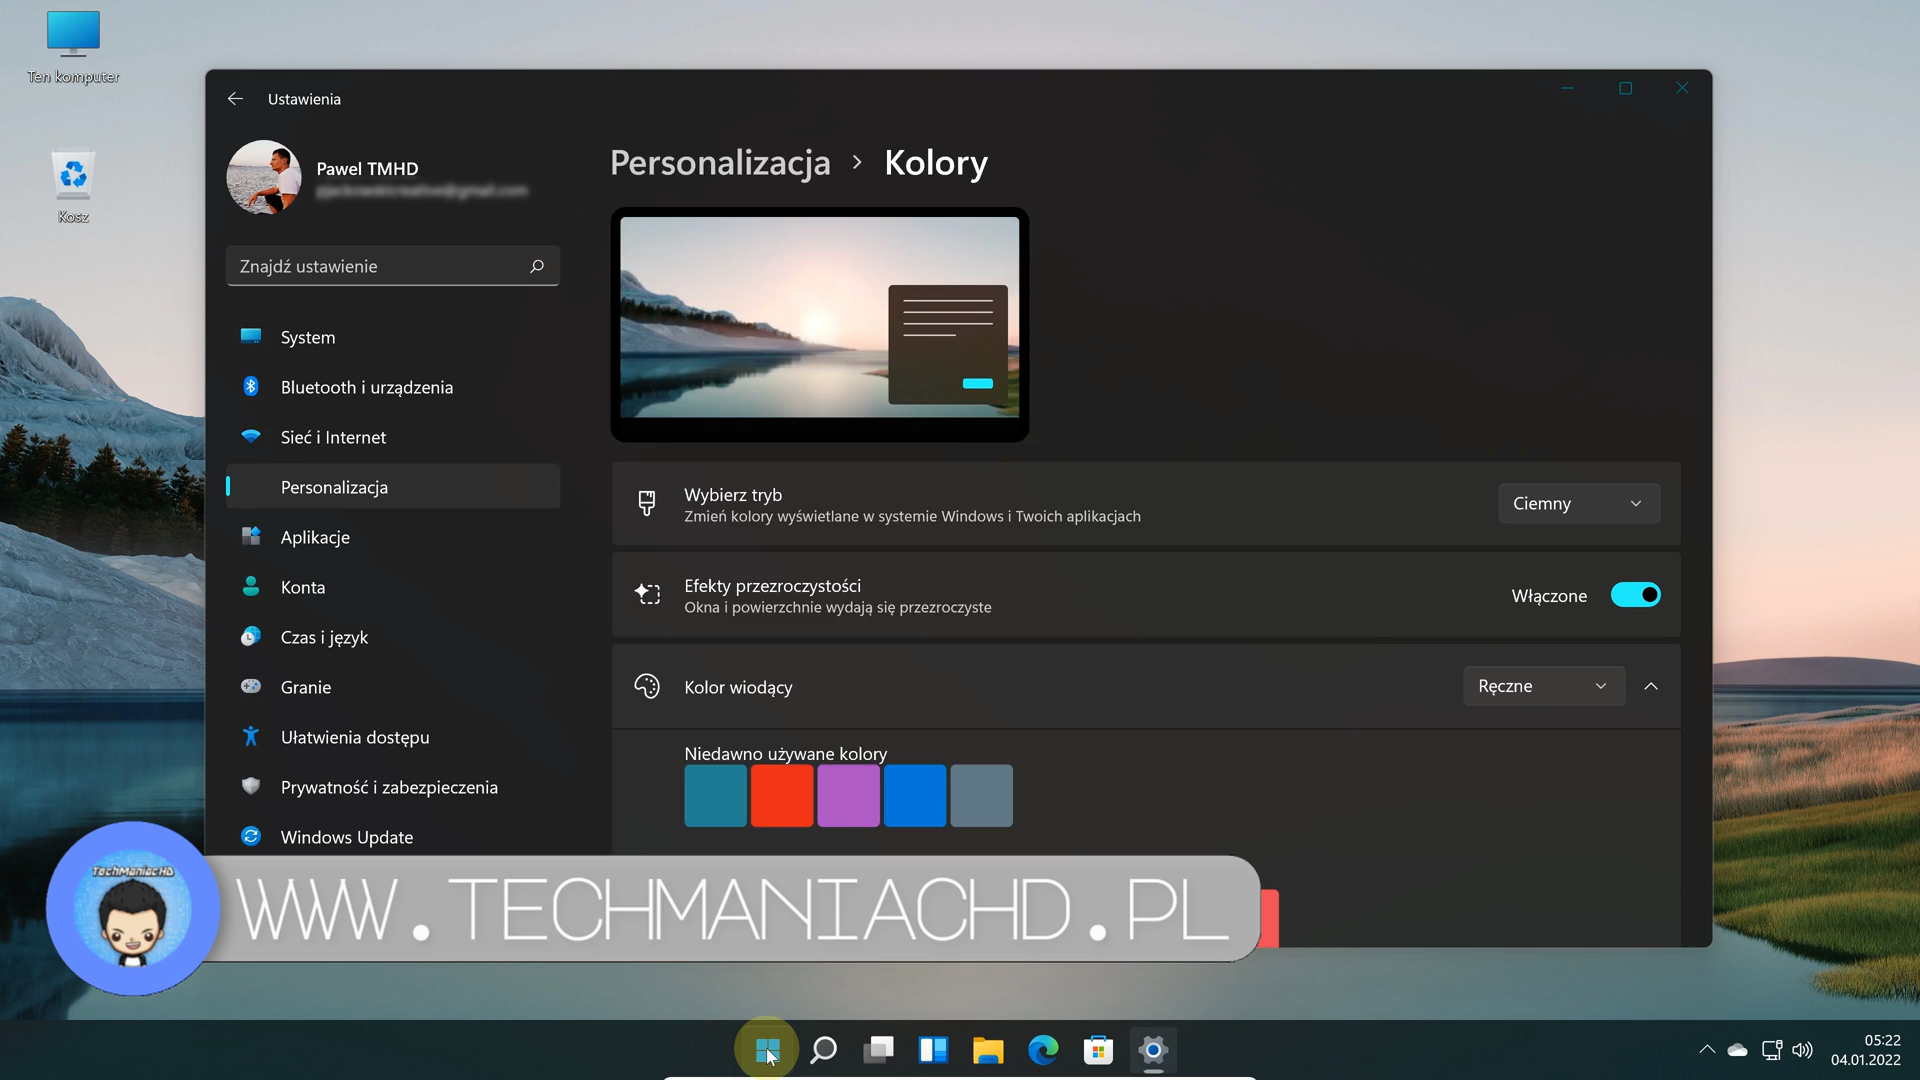 Ten komputer
Kosz
Ustawienia
Pawel TMHD
Znajdź ustawienie
System
Bluetooth i urządzenia
Sieć i Internet
Personalizacja
Aplikacje
Konta
Czas i język
Granie
Ułatwienia dostępu
Prywatność i zabezpieczenia
Windows Update
Personalizacja > Kolory
Wybierz tryb
Zmień kolory wyświetlane w systemie Windows i Twoich aplikacjach
Ciemny
Efekty przezroczystości
Okna i powierzchnie wydają się przezroczyste
Włączone
Kolor wiodący
Ręczne
Niedawno używane kolory
TechManiacHD
WWW.TECHMANIACHD.PL
05:22
04.01.2022